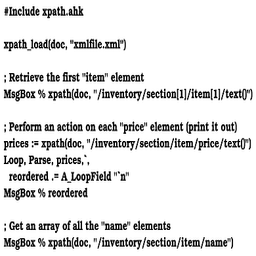 #Include xpath.ahk
xpath_load(doc, "xmlfile.xml")
; Retrieve the first "item" element
MsgBox % xpath(doc, "/inventory/section[1]/item[1]/text()")
; Perform an action on each "price" element (print it out)
prices := xpath(doc, "/inventory/section/item/price/text()")
Loop, Parse, prices,`,
reordered .= A_LoopField "`n"
MsgBox % reordered
; Get an array of all the "name" elements
MsgBox % xpath(doc, "/inventory/section/item/name")